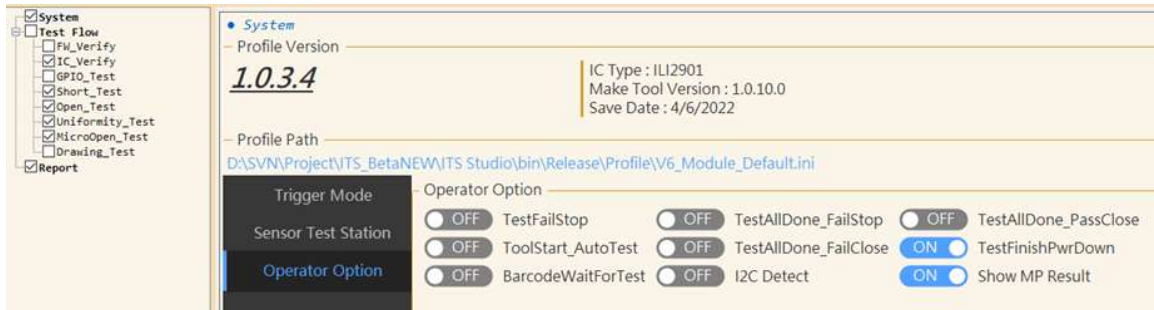 System
Test Flow
FW_Verify
IC_Verify
GPIO_Test
Short_Test
Open_Test
Uniformity_Test
MicroOpen_Test
Drawing_Test
Report
System
Profile Version
1.0.3.4
IC Type : ILI2901
Make Tool Version : 1.0.10.0
Save Date : 4/6/2022
Profile Path
D:\SVN\Project\ITS_BetaNEW\ITS Studio\bin\Release\Profile\V6_Module_Default.ini
Trigger Mode
Sensor Test Station
Operator Option
Operator Option
OFF TestFailStop OFF TestAllDone_FailStop OFF TestAllDone_PassClose
OFF ToolStart_AutoTest OFF TestAllDone_FailClose ON TestFinishPwrDown
OFF BarcodeWaitForTest OFF I2C Detect ON Show MP Result